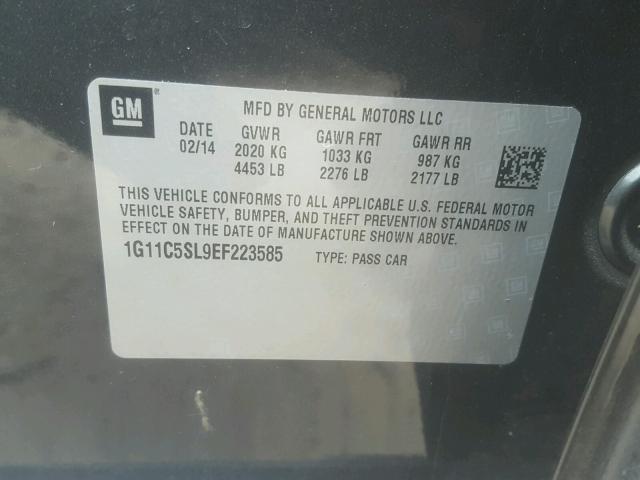 GM
MFD BY GENERAL MOTORS LLC
DATE GVWR GAWR FRT GAWR RR
02/14 2020 KG 1033 KG 987 KG
4453 LB 2276 LB 2177 LB
THIS VEHICLE CONFORMS TO ALL APPLICABLE U.S. FEDERAL MOTOR
VEHICLE SAFETY, BUMPER, AND THEFT PREVENTION STANDARDS IN
EFFECT ON THE DATE OF MANUFACTURE SHOWN ABOVE.
1G11C5SL9EF223585 TYPE: PASS CAR